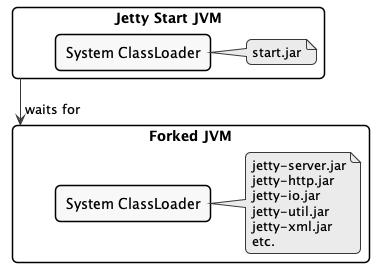 Jetty Start JVM
System ClassLoader
start.jar
waits for
Forked JVM
System ClassLoader
jetty-server.jar
jetty-http.jar
jetty-io.jar
jetty-util.jar
jetty-xml.jar
etc.